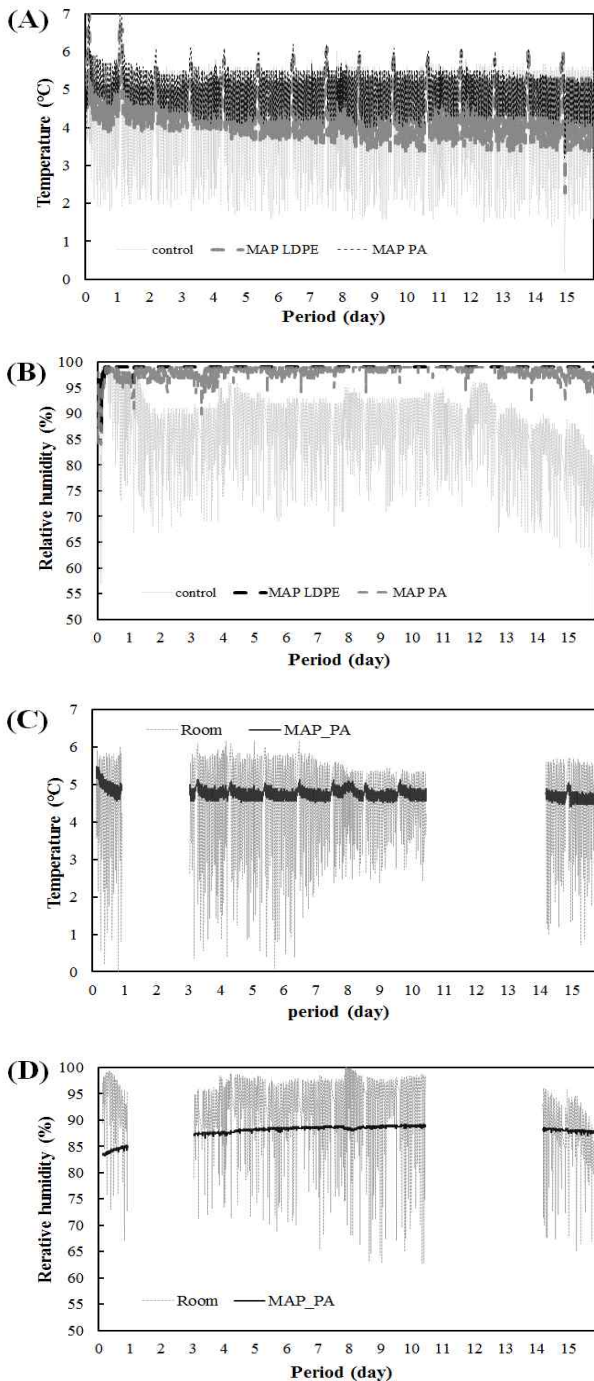 (A)
7
6
5
4
3
2
1
0
Temperature (°C)
control MAP LDPE MAP PA
0 1 2 3 4 5 6 7 8 9 10 11 12 13 14 15
Period (day)
(B)
100
95
90
85
80
75
70
65
60
55
50
Relative humidity (%)
control MAP LDPE MAP PA
0 1 2 3 4 5 6 7 8 9 10 11 12 13 14 15
Period (day)
(C)
Room MAP_PA
7
6
5
4
3
2
1
0
Temperature (°C)
0 1 2 3 4 5 6 7 8 9 10 11 12 13 14 15
period (day)
(D)
100
95
90
85
80
75
70
65
60
55
50
Rerative humidity (%)
Room MAP_PA
0 1 2 3 4 5 6 7 8 9 10 11 12 13 14 15
Period (day)